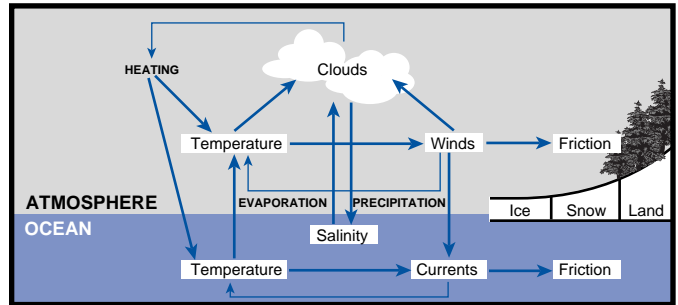 HEATING
Clouds
Temperature
Winds
Friction
EVAPORATION
PRECIPITATION
ATMOSPHERE
Ice
Snow
Land
OCEAN
Salinity
Temperature
Currents
Friction